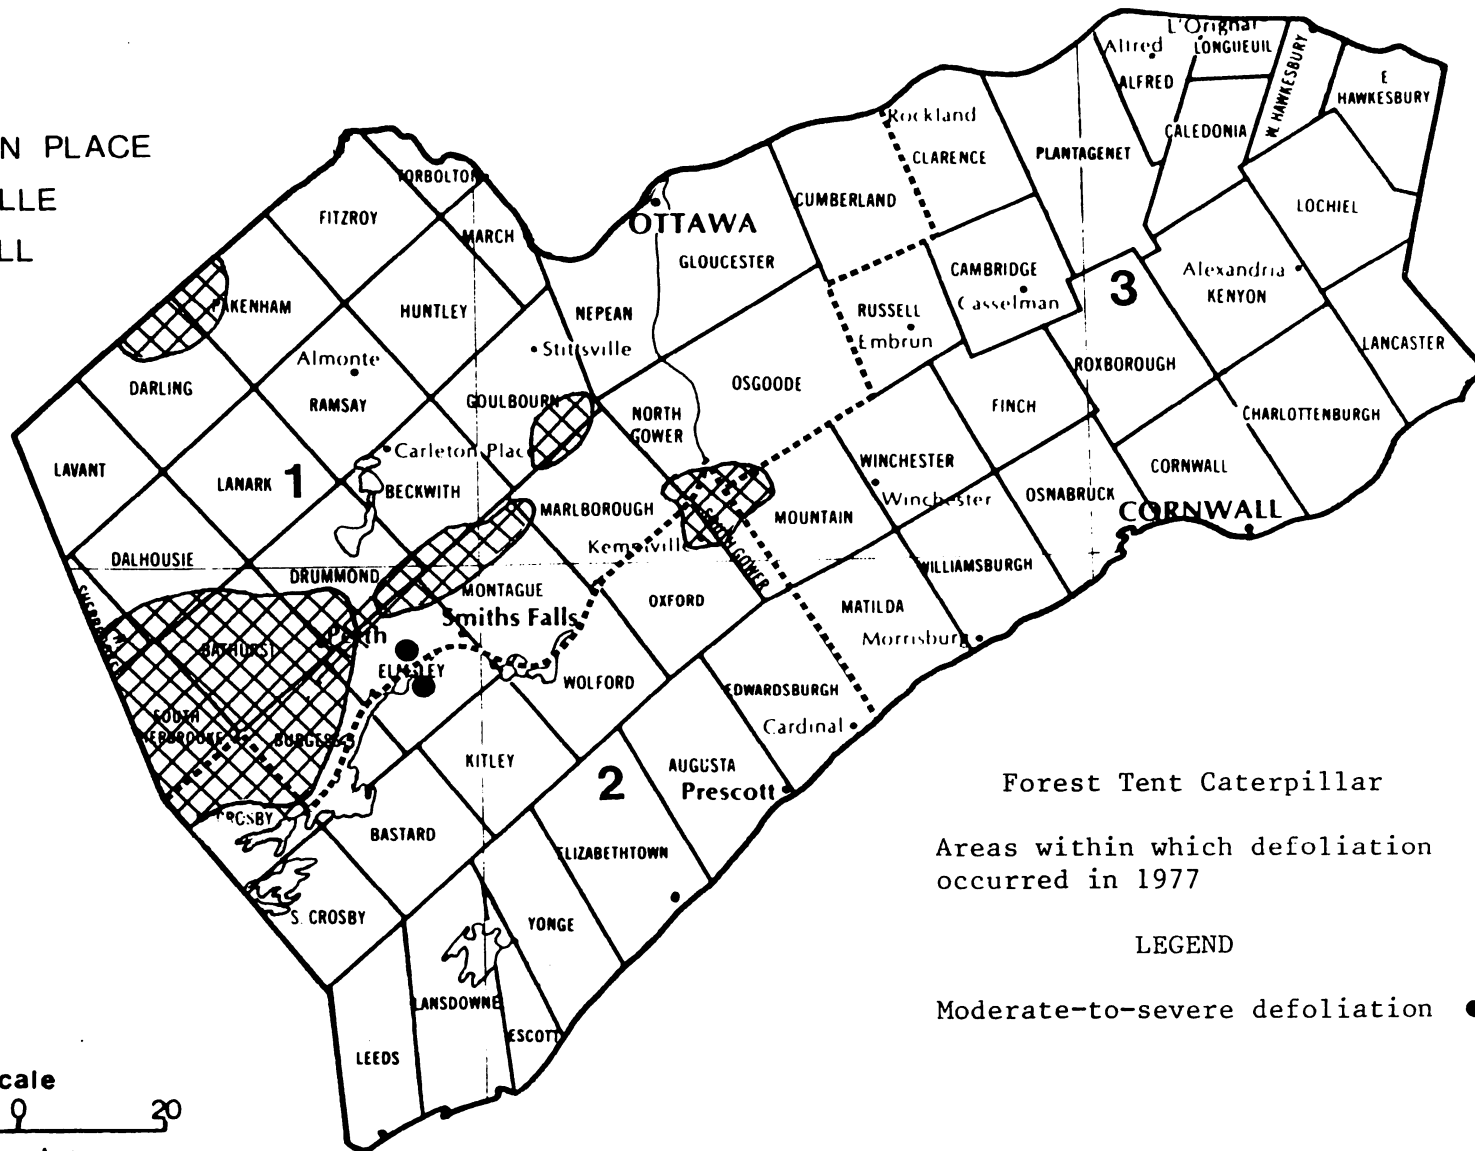 N PLACE
LLE
LL
L'Orignal
Alfred
LONGUEUIL
W. HAWKESBURY
E
HAWKESBURY
ALFRED
CALEDONIA
Rockland
CLARENCE
PLANTAGENET
LOCHIEL
TORBOLTON
FITZROY
MARCH
OTTAWA
CUMBERLAND
GLOUCESTER
CAMBRIDGE
Casselman
3
Alexandria
KENYON
PAKENHAM
HUNTLEY
NEPEAN
RUSSELL
Embrun
Stittsville
Almonte
ROXBOROUGH
LANCASTER
DARLING
RAMSAY
GOULBOURN
OSGOODE
NORTH
GOWER
FINCH
CHARLOTTENBURGH
LAVANT
LANARK
1
Carleton Place
BECKWITH
WINCHESTER
Winchester
CORNWALL
OSNABRUCK
CORNWALL
MARLBOROUGH
MOUNTAIN
Kemptville
SOUTH GOWER
DALHOUSIE
DRUMMOND
MONTAGUE
WILLIAMSBURGH
OXFORD
MATILDA
Smiths Falls
Morrisburg
Perth
BATHURST
ELMSLEY
WOLFORD
EDWARDSBURGH
Cardinal
SOUTH
SHERBROOKE
BURGESS
KITLEY
2
AUGUSTA
Prescott
CROSBY
BASTARD
ELIZABETHTOWN
S. CROSBY
YONGE
LANSDOWNE
ESCOTT
LEEDS
Forest Tent Caterpillar
Areas within which defoliation
occurred in 1977
LEGEND
Moderate-to-severe defoliation
cale
0 20